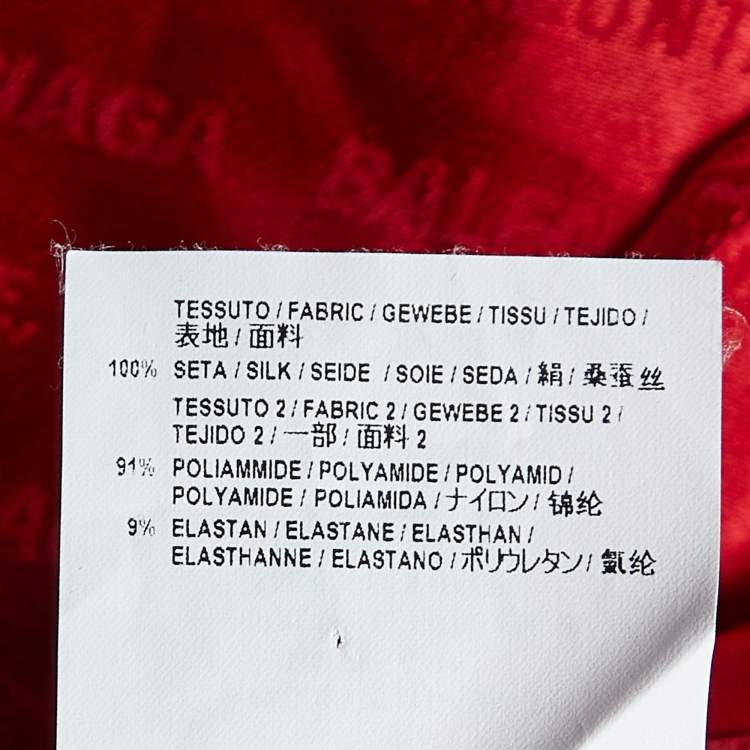 NAGA BALEN
TESSUTO / FABRIC / GEWEBE / TISSU / TEJIDO /
表地 / 面料
100% SETA / SILK / SEIDE / SOIE / SEDA / 絹 / 桑蚕丝
TESSUTO 2 / FABRIC 2 / GEWEBE 2 / TISSU 2 /
TEJIDO 2 / 一部 / 面料 2
91% POLIAMMIDE / POLYAMIDE / POLYAMID /
POLYAMIDE / POLIAMIDA / ナイロン / 锦纶
9% ELASTAN / ELASTANE / ELASTHAN /
ELASTHANNE / ELASTANO / ポリウレタン / 氨纶